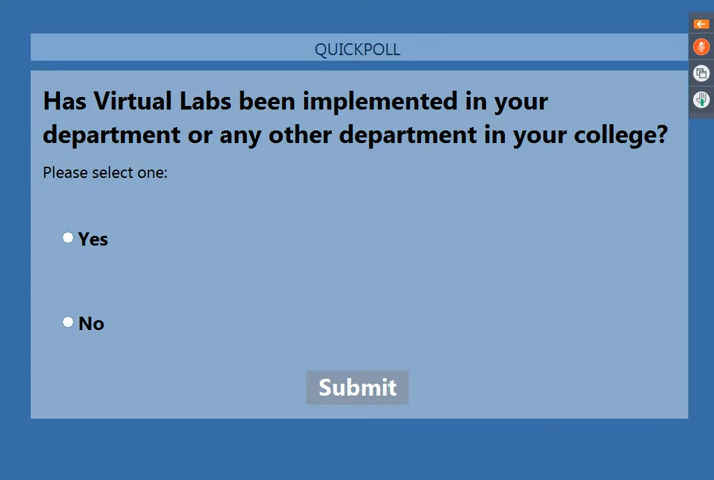 QUICKPOLL
Has Virtual Labs been implemented in your
department or any other department in your college?
Please select one:
Yes
No
Submit